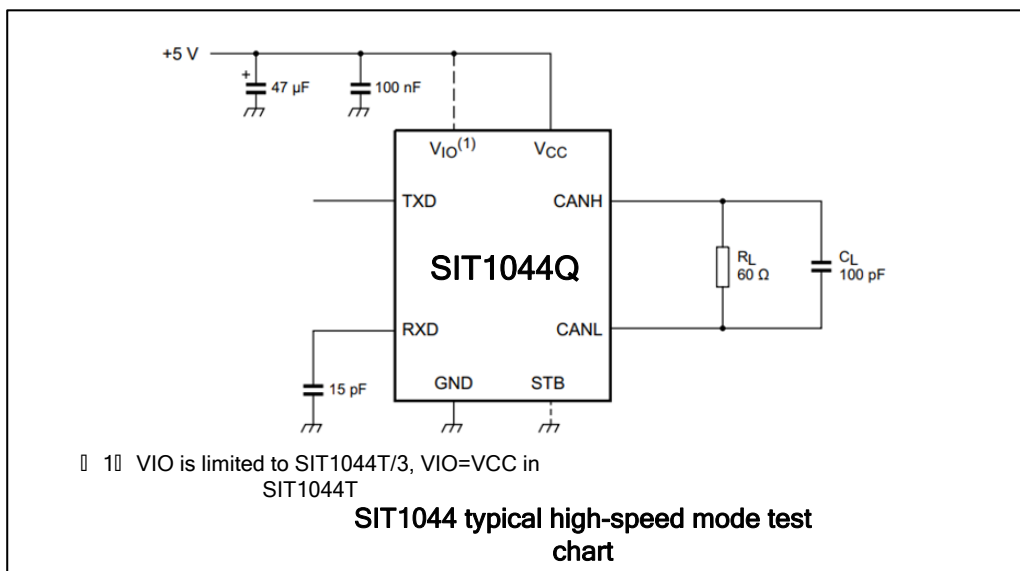 +5 V
+
47 μF
100 nF
VIO(1)
VCC
TXD
CANH
SIT1044Q
RL
60 Ω
CL
100 pF
RXD
CANL
15 pF
GND
STB
1 VIO is limited to SIT1044T/3, VIO=VCC in
SIT1044T
SIT1044 typical high-speed mode test
chart